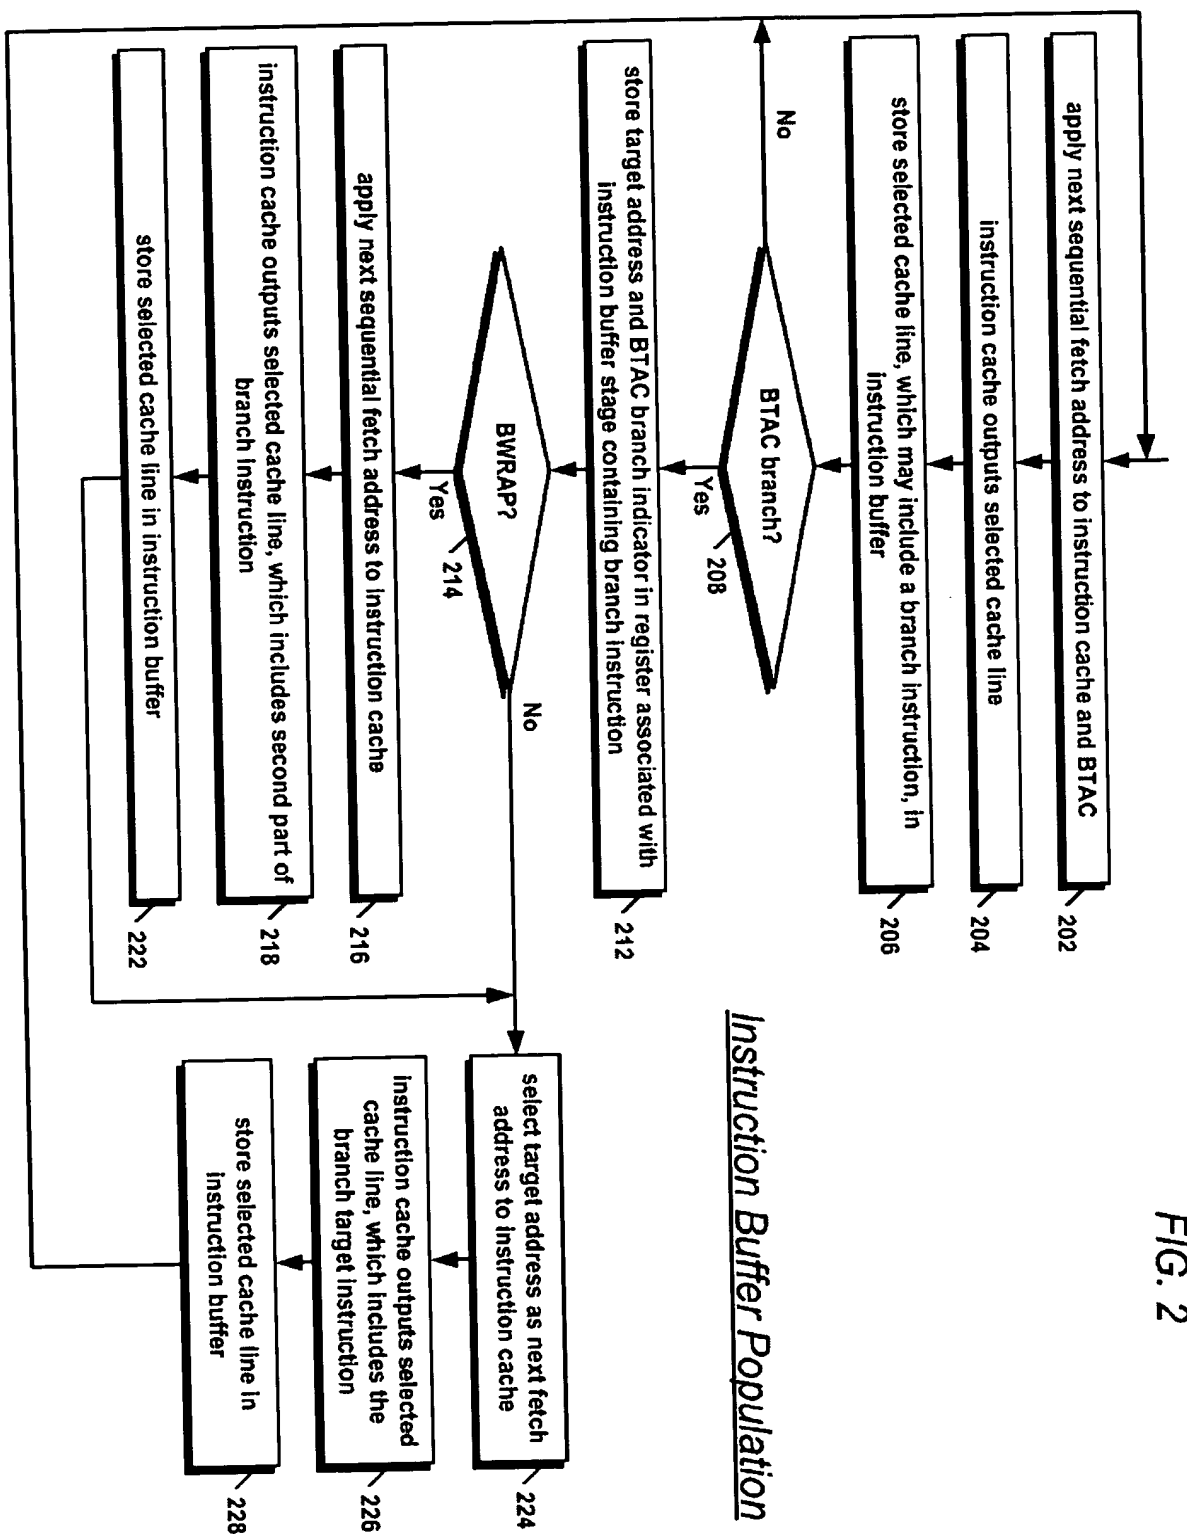 FIG. 2
Instruction Buffer Population
apply next sequential fetch address to instruction cache and BTAC
202
instruction cache outputs selected cache line
204
store selected cache line, which may include a branch instruction, in
instruction buffer
206
BTAC branch?
208
No
Yes
store target address and BTAC branch indicator in register associated with
instruction buffer stage containing branch instruction
212
BWRAP?
214
No
Yes
apply next sequential fetch address to instruction cache
216
instruction cache outputs selected cache line, which includes second part of
branch instruction
218
store selected cache line in instruction buffer
222
select target address as next fetch
address to instruction cache
224
instruction cache outputs selected
cache line, which includes the
branch target instruction
226
store selected cache line in
instruction buffer
228